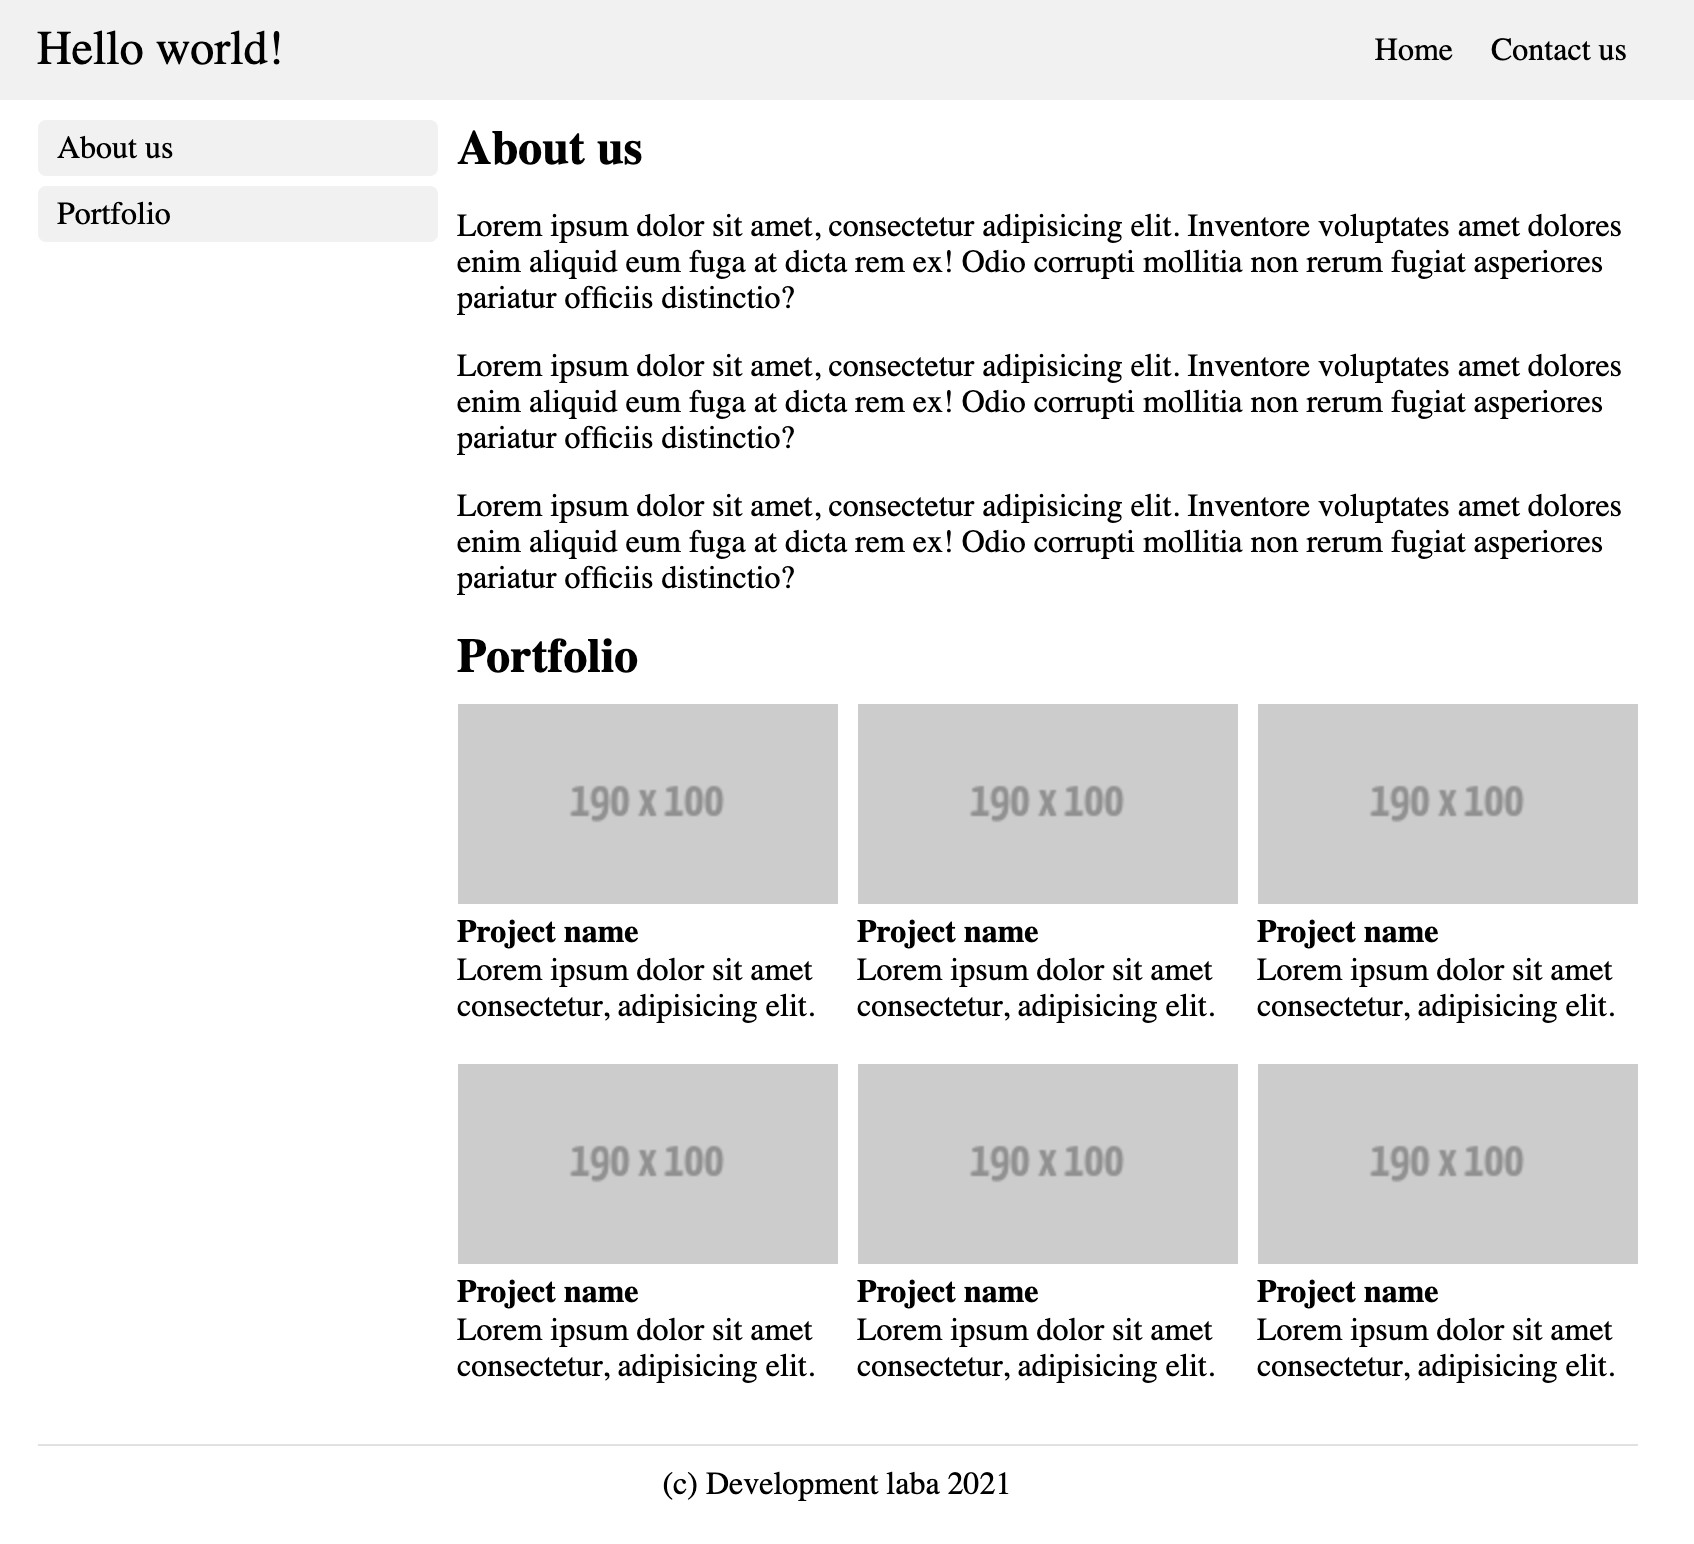 Hello world!
Home Contact us
About us
Portfolio
About us
Lorem ipsum dolor sit amet, consectetur adipisicing elit. Inventore voluptates amet dolores
enim aliquid eum fuga at dicta rem ex! Odio corrupti mollitia non rerum fugiat asperiores
pariatur officiis distinctio?
Lorem ipsum dolor sit amet, consectetur adipisicing elit. Inventore voluptates amet dolores
enim aliquid eum fuga at dicta rem ex! Odio corrupti mollitia non rerum fugiat asperiores
pariatur officiis distinctio?
Lorem ipsum dolor sit amet, consectetur adipisicing elit. Inventore voluptates amet dolores
enim aliquid eum fuga at dicta rem ex! Odio corrupti mollitia non rerum fugiat asperiores
pariatur officiis distinctio?
Portfolio
190 x 100
Project name
Lorem ipsum dolor sit amet
consectetur, adipisicing elit.
190 x 100
Project name
Lorem ipsum dolor sit amet
consectetur, adipisicing elit.
190 x 100
Project name
Lorem ipsum dolor sit amet
consectetur, adipisicing elit.
190 x 100
Project name
Lorem ipsum dolor sit amet
consectetur, adipisicing elit.
190 x 100
Project name
Lorem ipsum dolor sit amet
consectetur, adipisicing elit.
190 x 100
Project name
Lorem ipsum dolor sit amet
consectetur, adipisicing elit.
(c) Development laba 2021